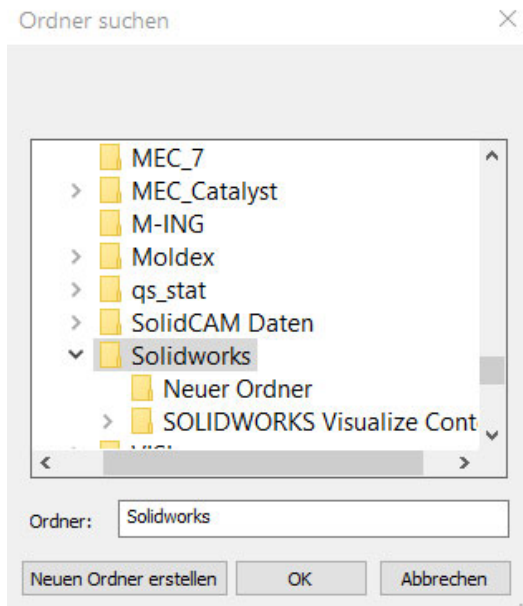 Ordner suchen
MEC_7
MEC_Catalyst
M-ING
Moldex
qs_stat
SolidCAM Daten
Solidworks
Neuer Ordner
SOLIDWORKS Visualize Cont
Ordner: Solidworks
Neuen Ordner erstellen OK Abbrechen